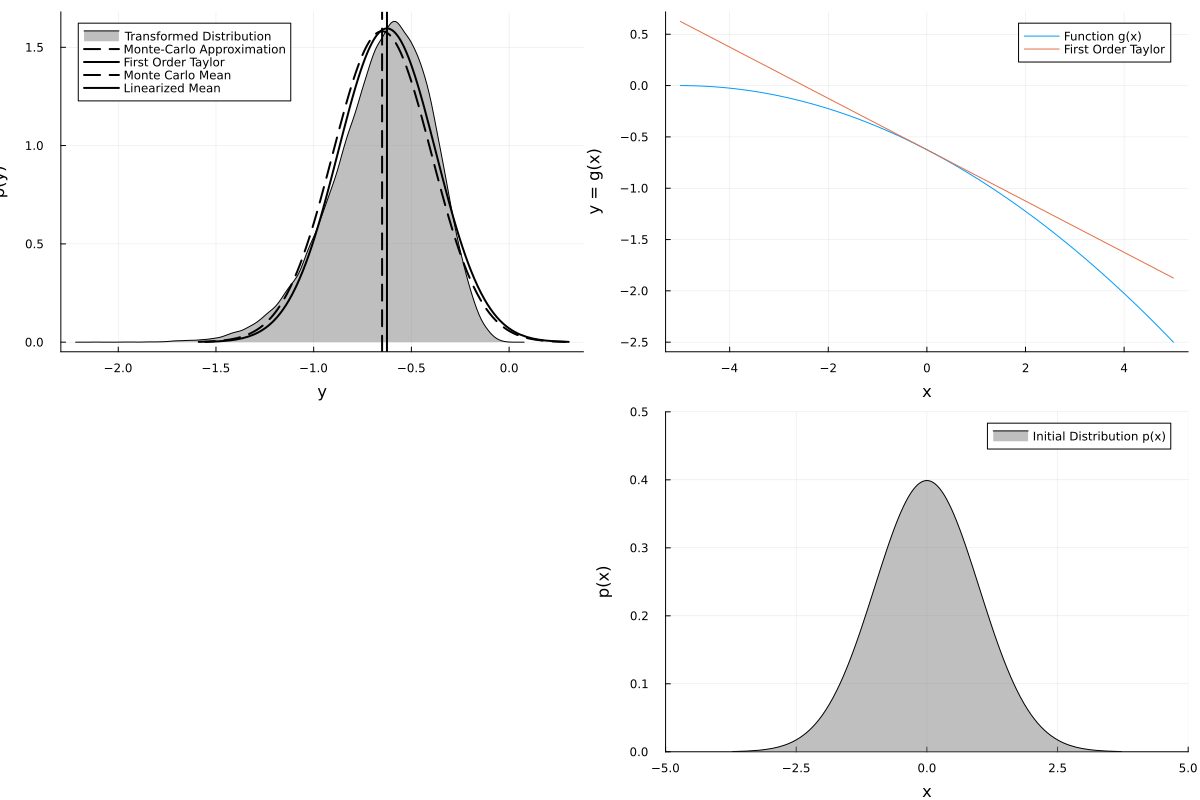 Transformed Distribution
Monte-Carlo Approximation
First Order Taylor
Monte Carlo Mean
Linearized Mean
1.5
1.0
0.5
0.0
−2.0 −1.5 −1.0 −0.5 0.0
y
p(y)
Function g(x)
First Order Taylor
0.5
0.0
−0.5
−1.0
−1.5
−2.0
−2.5
−4 −2 0 2 4
x
y = g(x)
Initial Distribution p(x)
0.5
0.4
0.3
0.2
0.1
0.0
−5.0 −2.5 0.0 2.5 5.0
x
p(x)